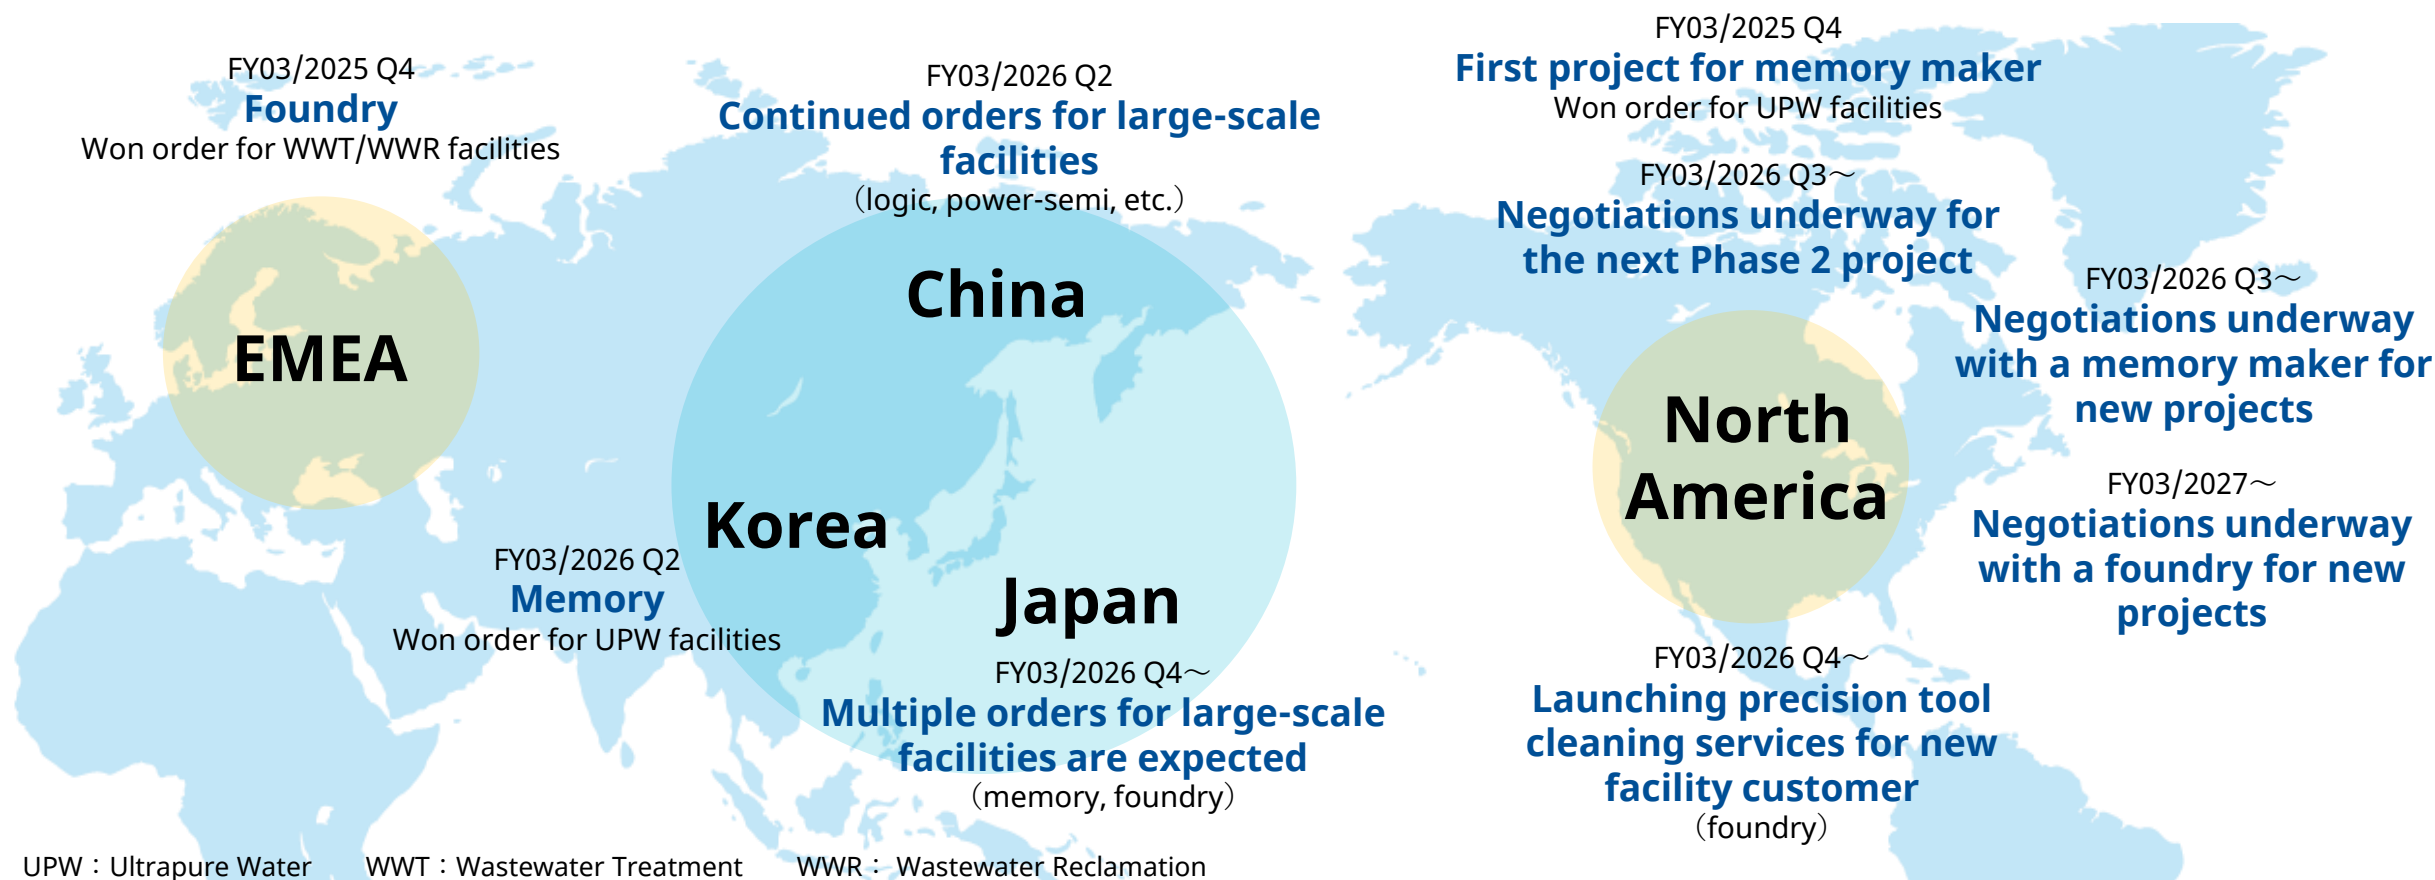 FY03/2025 Q4
Foundry
Won order for WWT/WWR facilities
EMEA
FY03/2026 Q2
Continued orders for large-scale
facilities
（logic, power-semi, etc.）
China
Korea
FY03/2026 Q2
Memory
Won order for UPW facilities
Japan
FY03/2026 Q4～
Multiple orders for large-scale
facilities are expected
（memory, foundry）
FY03/2025 Q4
First project for memory maker
Won order for UPW facilities
FY03/2026 Q3～
Negotiations underway for
the next Phase 2 project
North
America
FY03/2026 Q3～
Negotiations underway
with a memory maker for
new projects
FY03/2027～
Negotiations underway
with a foundry for new
projects
FY03/2026 Q4～
Launching precision tool
cleaning services for new
facility customer
（foundry）
UPW：Ultrapure Water WWT：Wastewater Treatment WWR： Wastewater Reclamation